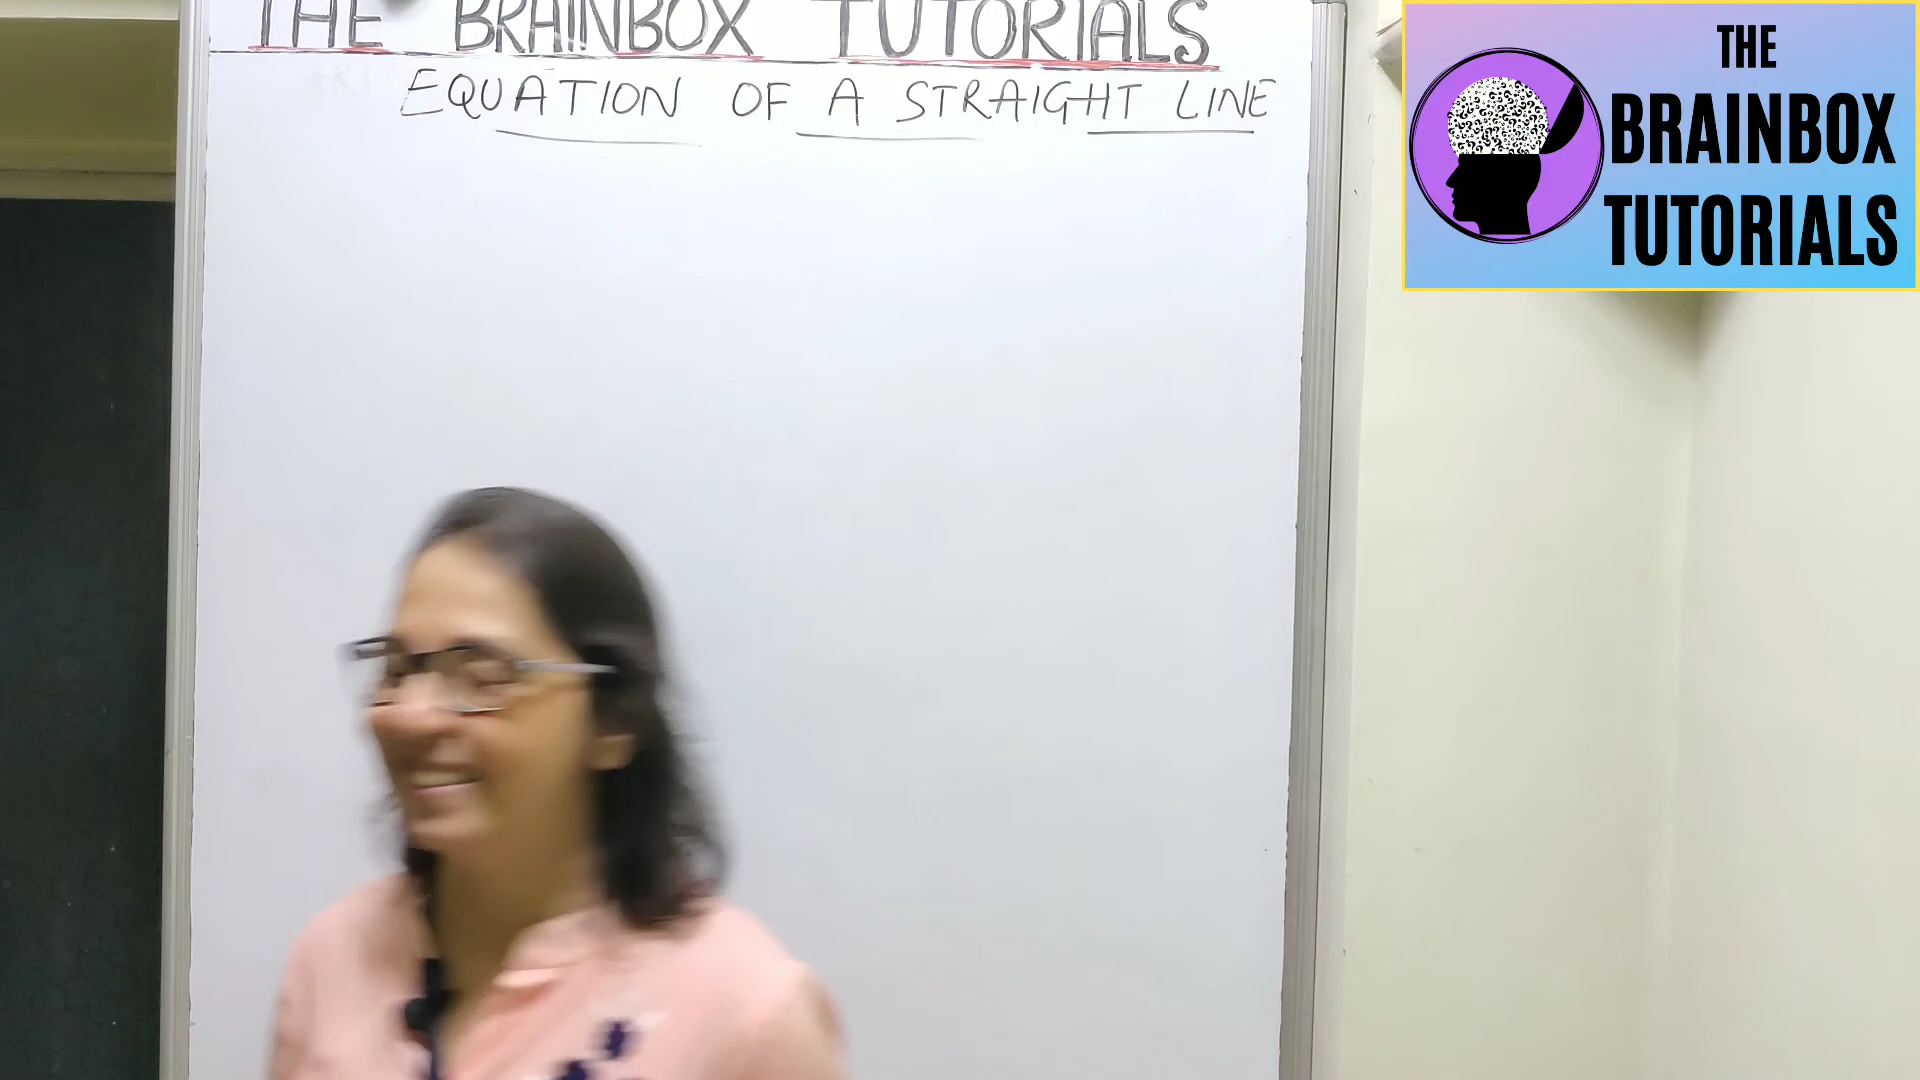 THE BRAINBOX TUTORIALS
EQUATION OF A STRAIGHT LINE
THE
BRAINBOX
TUTORIALS